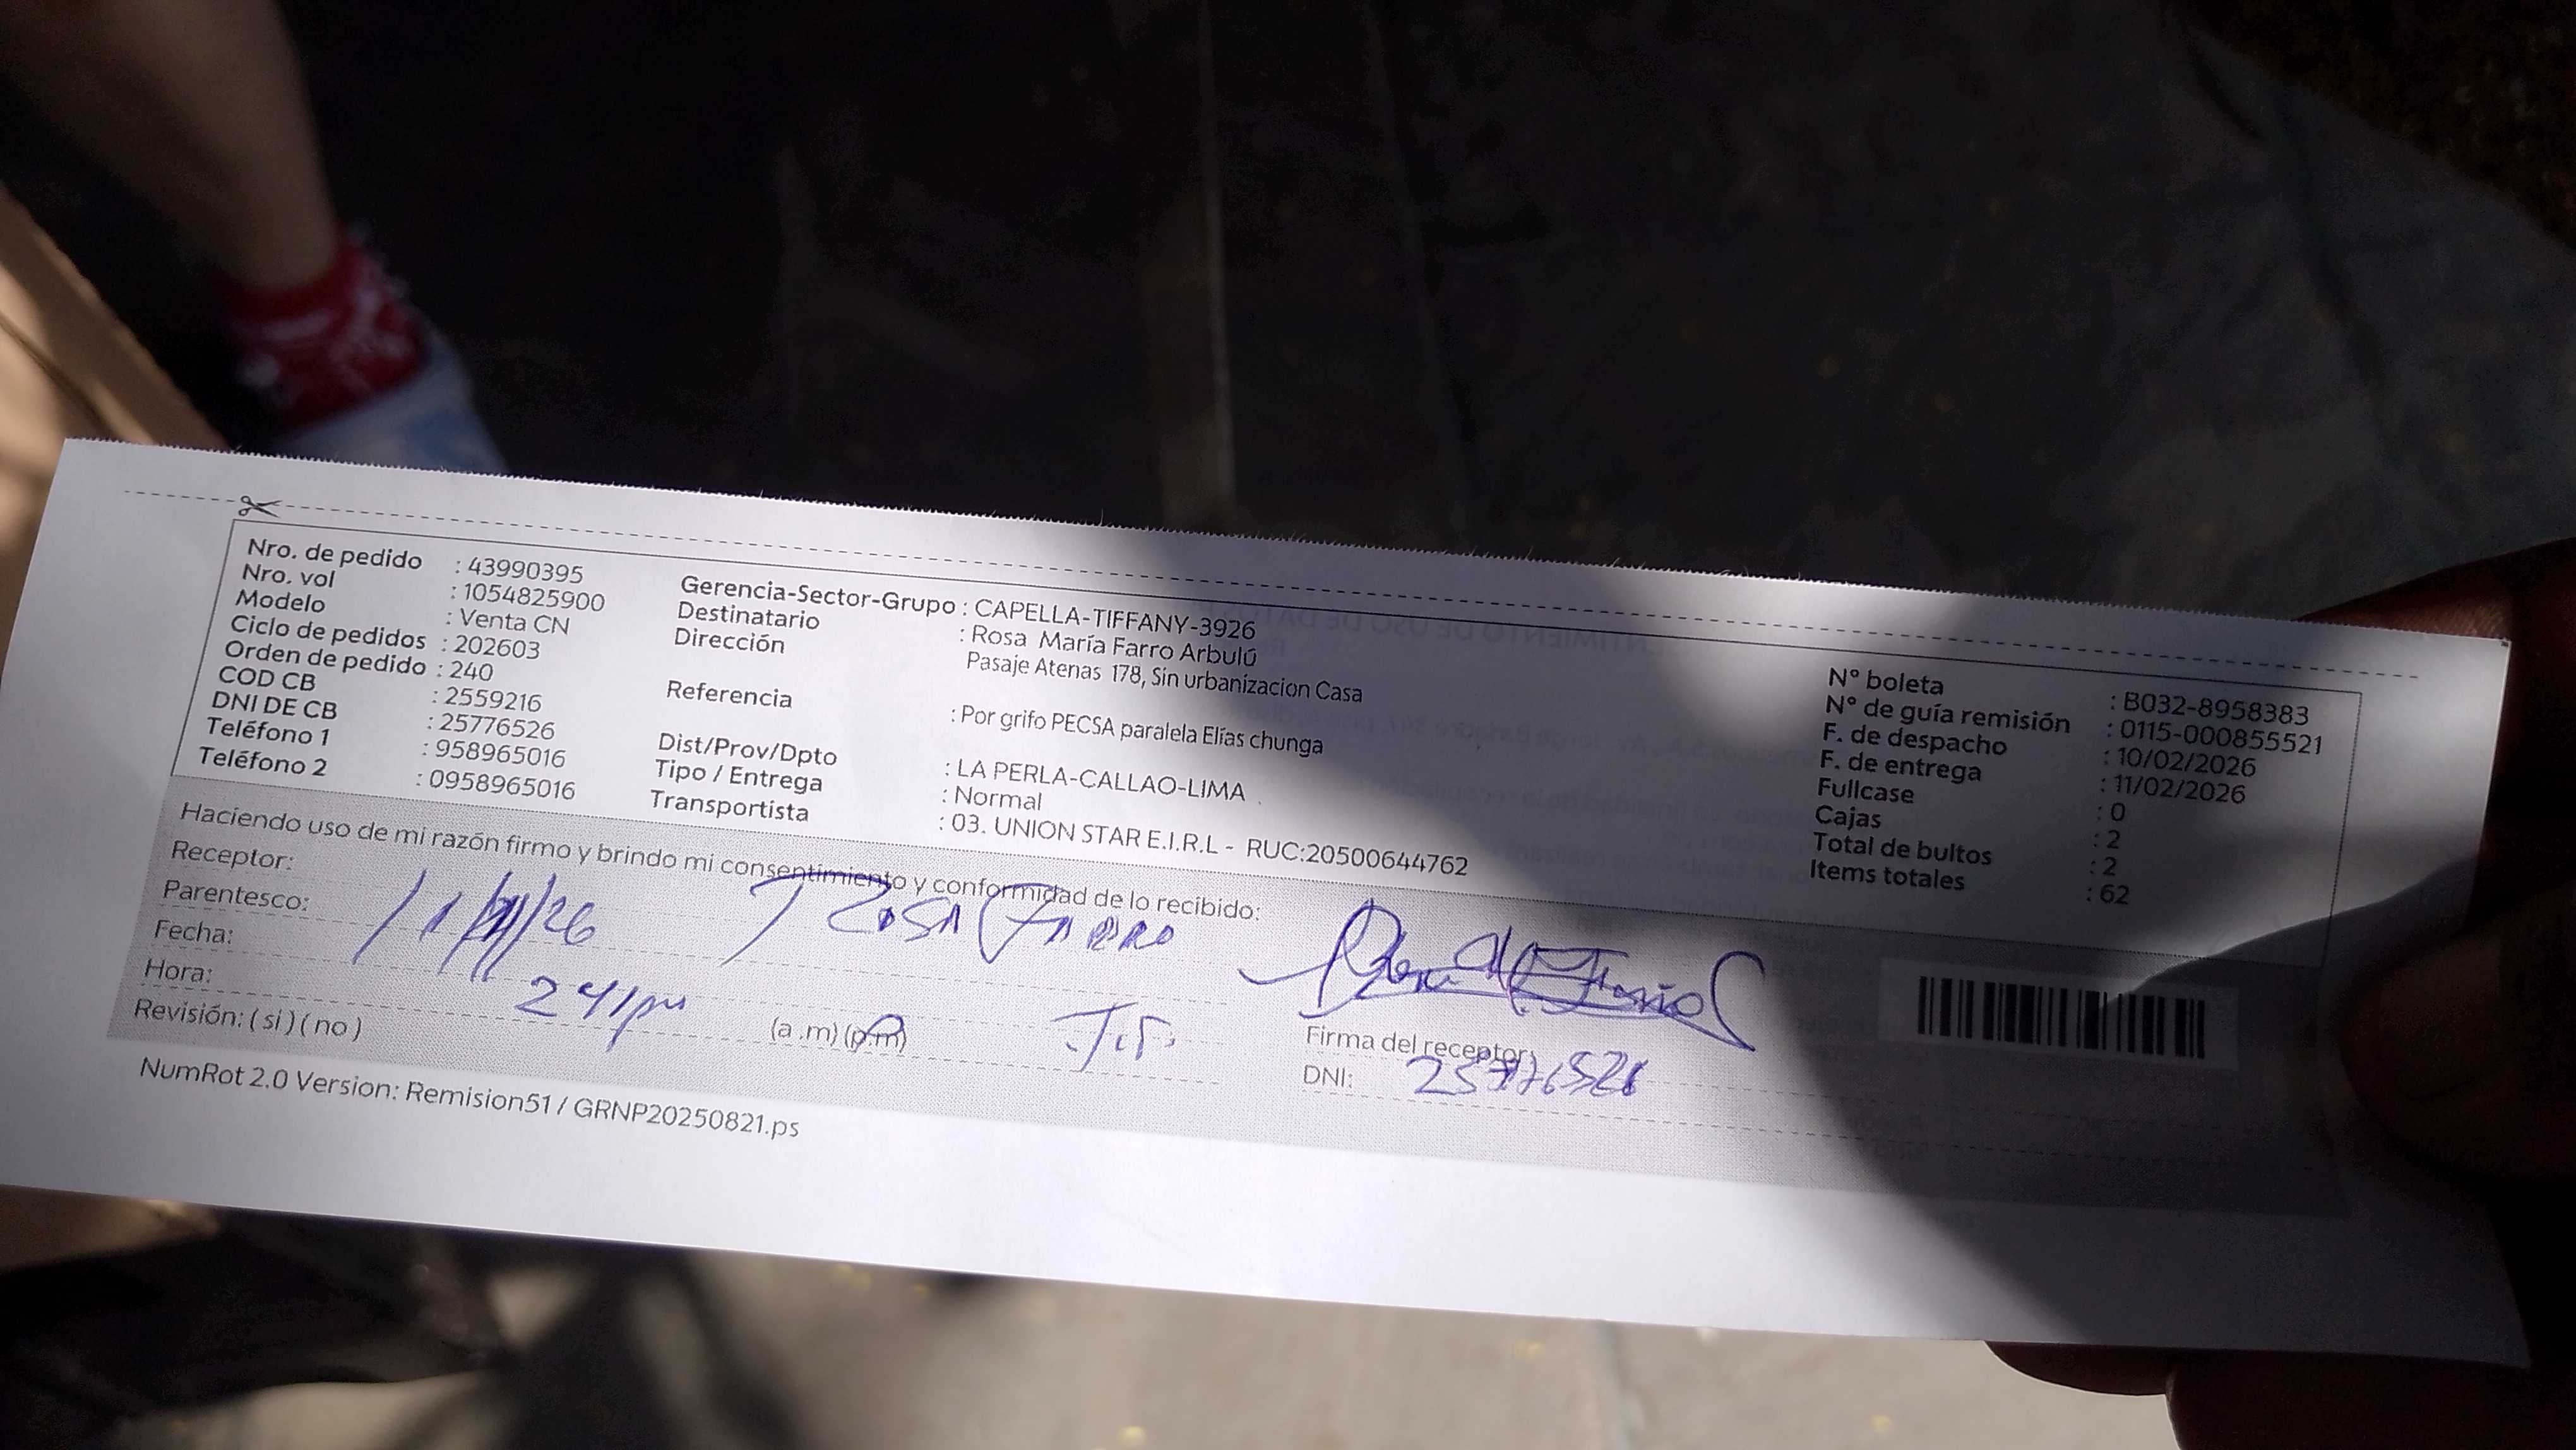 Nro. de pedido : 43990395
Nro. vol : 1054825900
Modelo : Venta CN
Ciclo de pedidos : 202603
Orden de pedido : 240
COD CB : 2559216
DNI DE CB : 25776526
Teléfono 1 : 958965016
Teléfono 2 : 0958965016
Gerencia-Sector-Grupo : CAPELLA-TIFFANY-3926
Destinatario : Rosa María Farro Arbulú
Dirección Pasaje Atenas 178, Sin urbanizacion Casa
Referencia : Por grifo PECSA paralela Elías chunga
Dist/Prov/Dpto : LA PERLA-CALLAO-LIMA
Tipo / Entrega : Normal
Transportista : 03. UNION STAR E.I.R.L - RUC:20500644762
N° boleta : B032-8958383
N° de guía remisión : 0115-000855521
F. de despacho : 10/02/2026
F. de entrega : 11/02/2026
Fullcase : 0
Cajas : 2
Total de bultos : 2
Items totales : 62
Haciendo uso de mi razón firmo y brindo mi consentimiento y conformidad de lo recibido:
Receptor: Rosa Farro
Parentesco:
Fecha:
Hora: 241pm (a.m) (p.m)
Revisión: ( si ) ( no )
Firma del receptor:
DNI: 25776526
NumRot 2.0 Version: Remision51 / GRNP20250821.ps